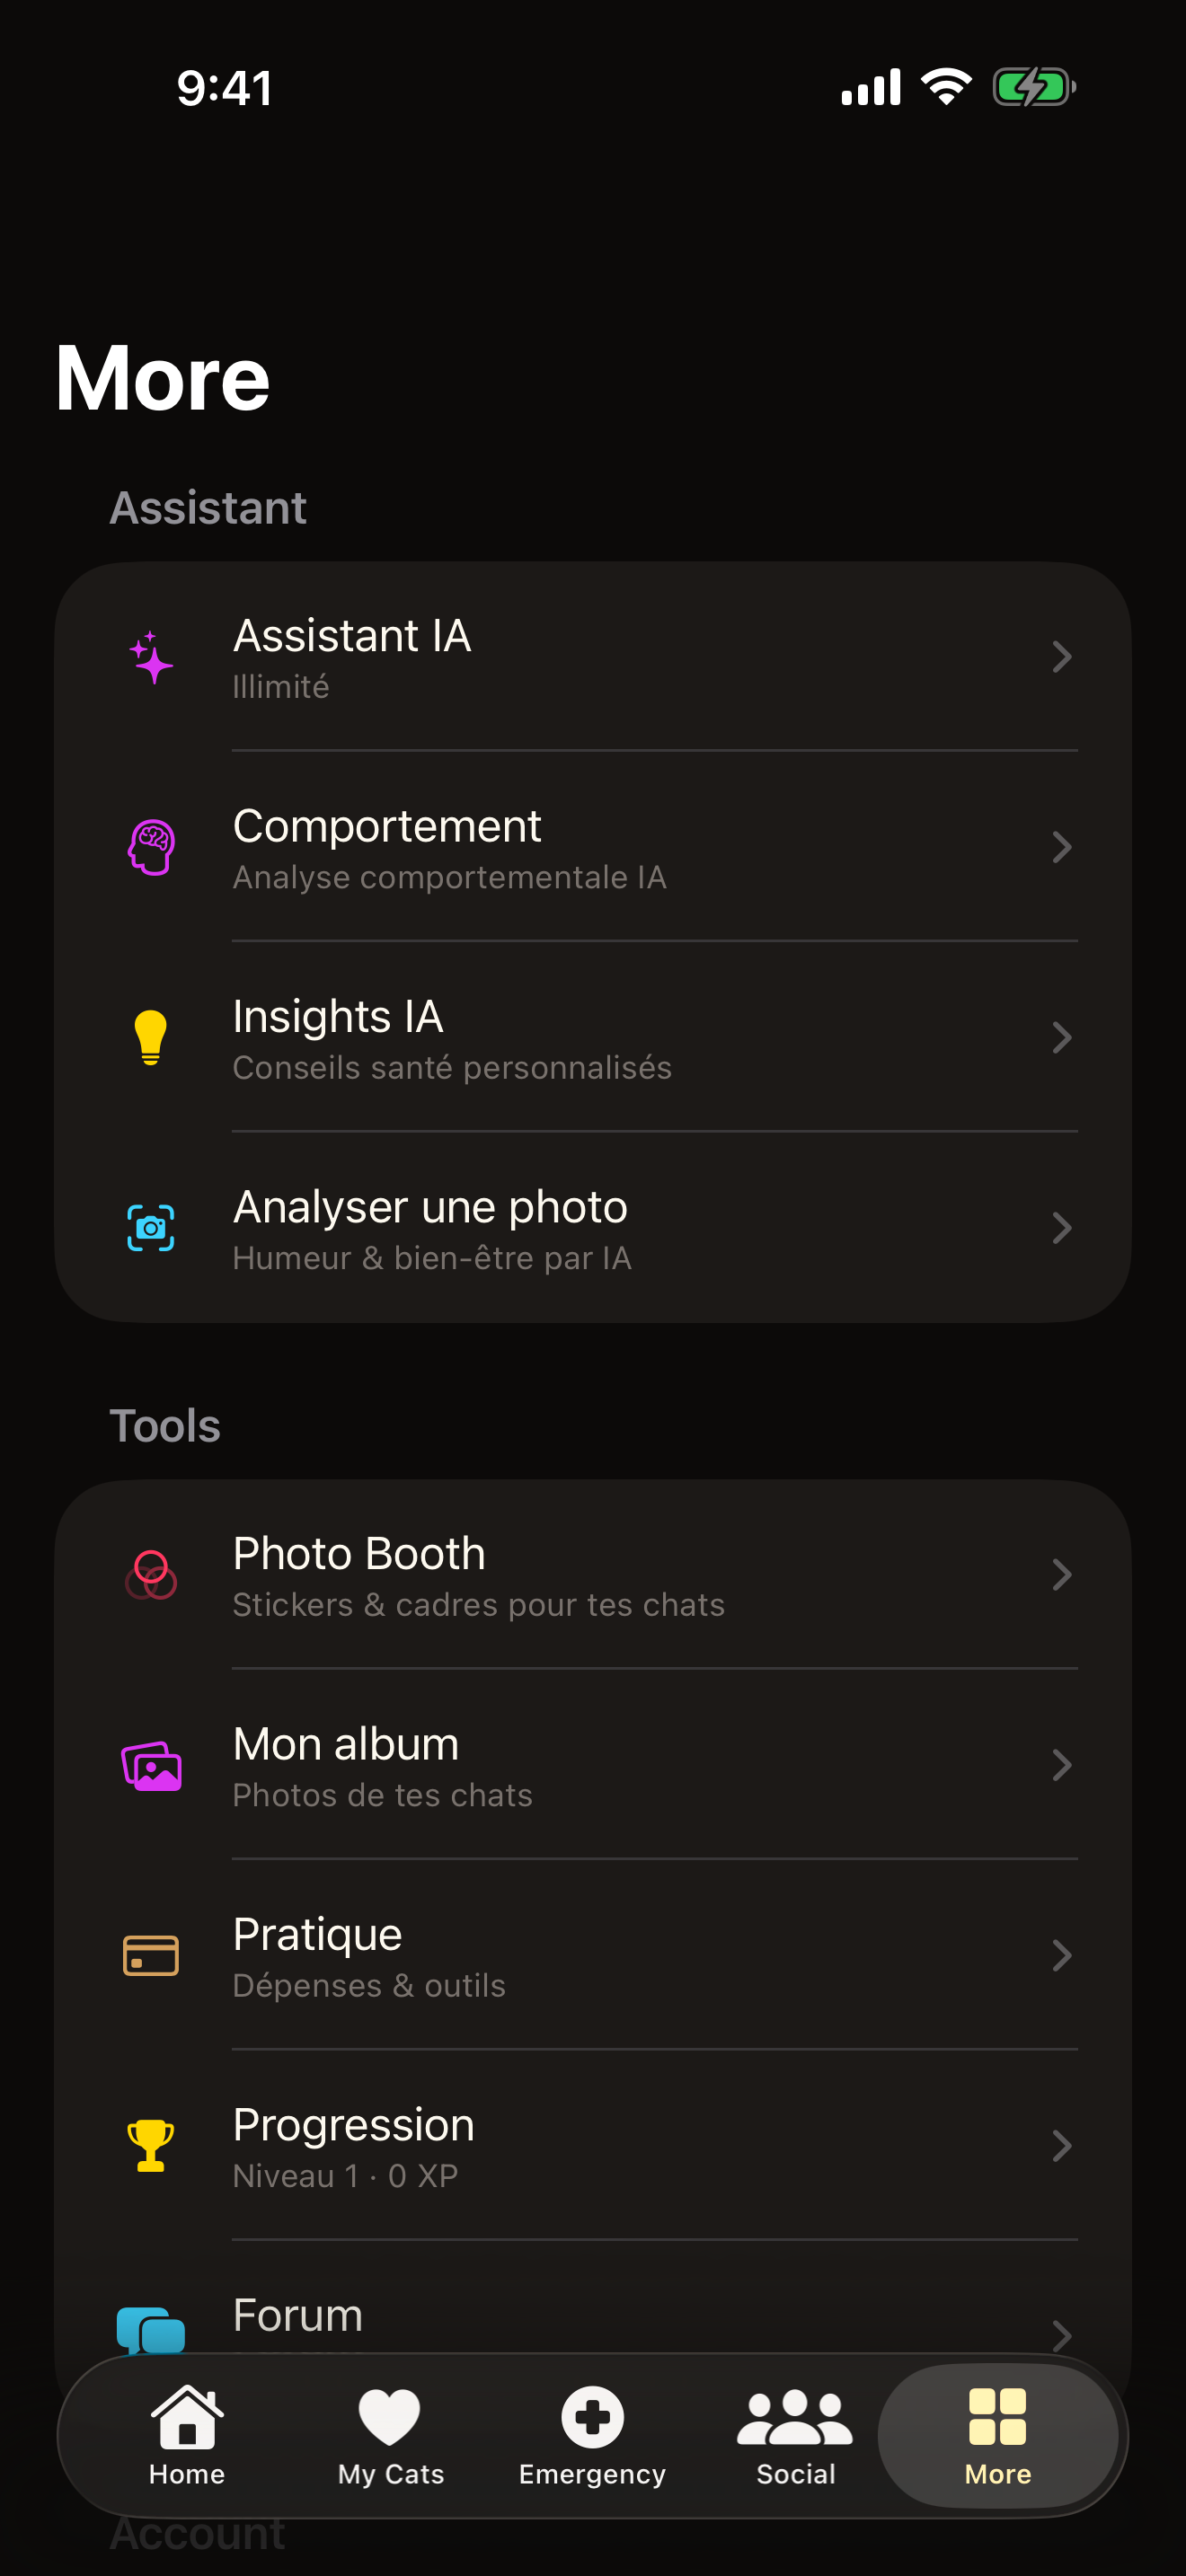 9:41
More
Assistant
Assistant IA
Illimité
Comportement
Analyse comportementale IA
Insights IA
Conseils santé personnalisés
Analyser une photo
Humeur & bien-être par IA
Tools
Photo Booth
Stickers & cadres pour tes chats
Mon album
Photos de tes chats
Pratique
Dépenses & outils
Progression
Niveau 1 · 0 XP
Forum
Home
My Cats
Emergency
Social
More
Account